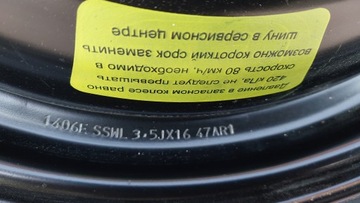 Давление в запасном колесе равно
420 кПа, не следует превышать
скорость 80 км/ч, необходимо в
возможно короткий срок заменить
шину в сервисном центре
SSWL 3.5JX16 47AR1